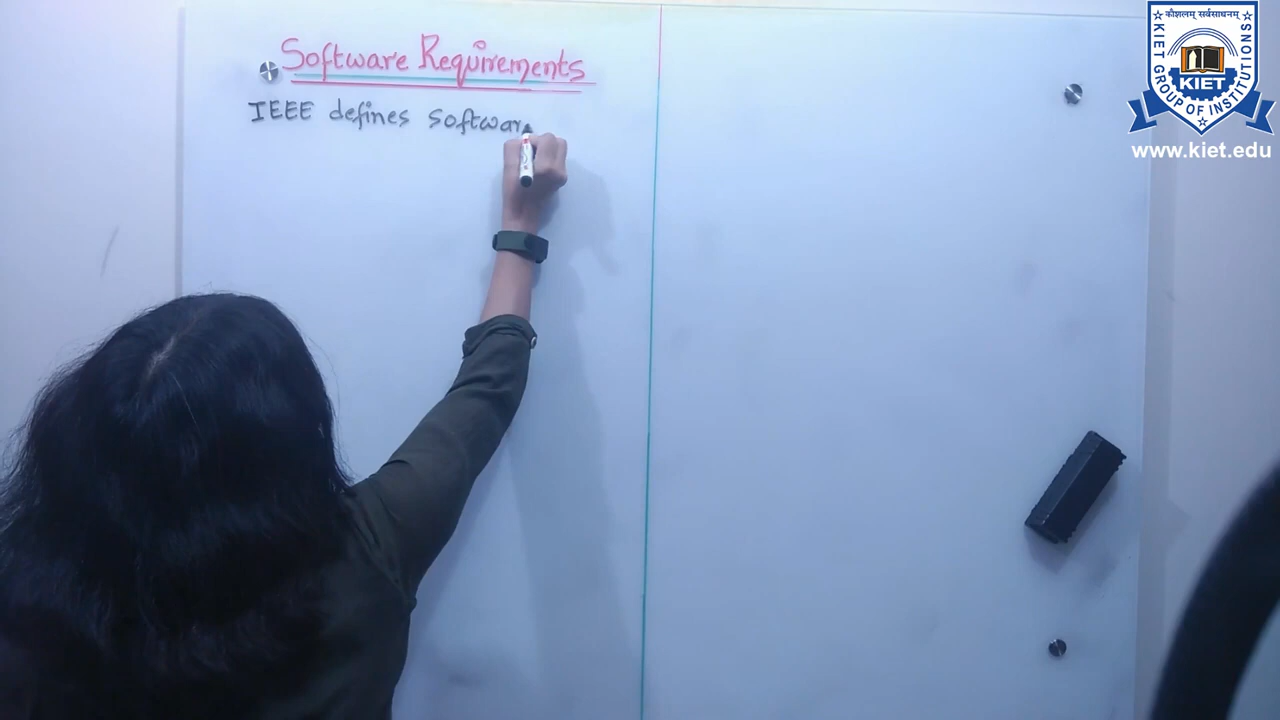 Software Requirements
IEEE defines Softwar
कौशलम् सर्वसाधनम्
KIET GROUP OF INSTITUTIONS
KIET
www.kiet.edu